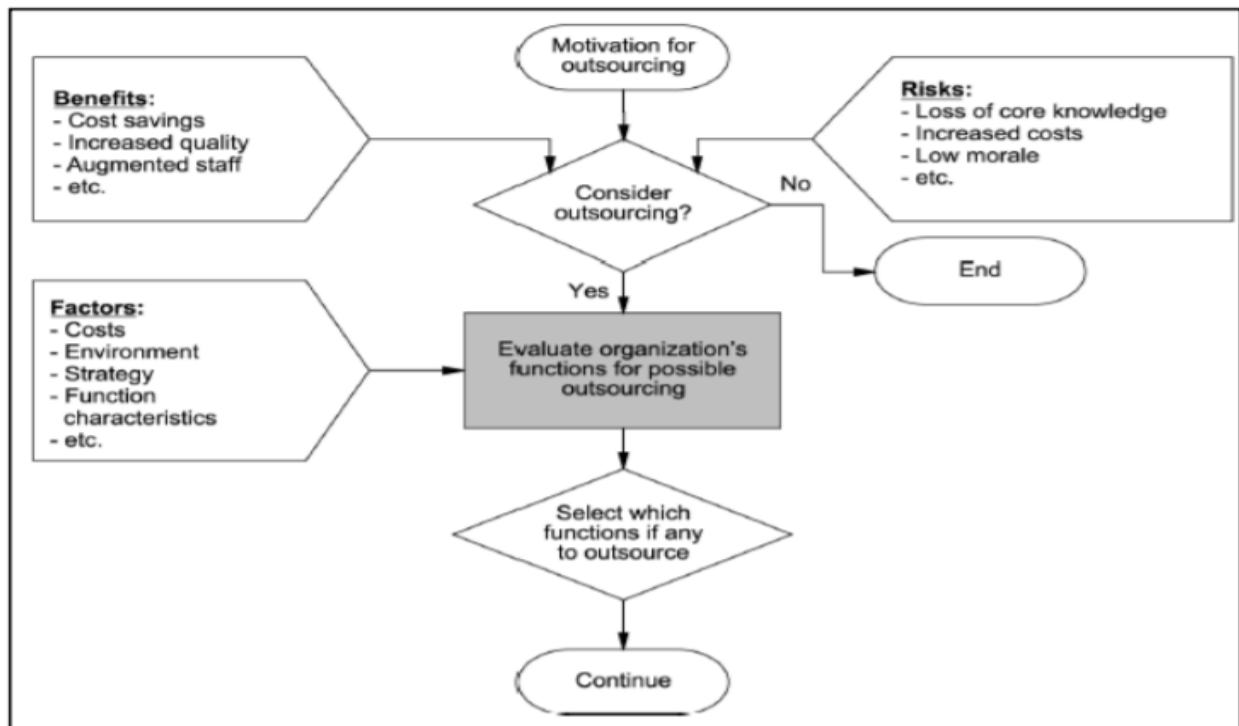 Motivation for
outsourcing
Benefits:
- Cost savings
- Increased quality
- Augmented staff
- etc.
Risks:
- Loss of core knowledge
- Increased costs
- Low morale
- etc.
Consider
outsourcing?
No
End
Yes
Factors:
- Costs
- Environment
- Strategy
- Function
characteristics
- etc.
Evaluate organization's
functions for possible
outsourcing
Select which
functions if any
to outsource
Continue